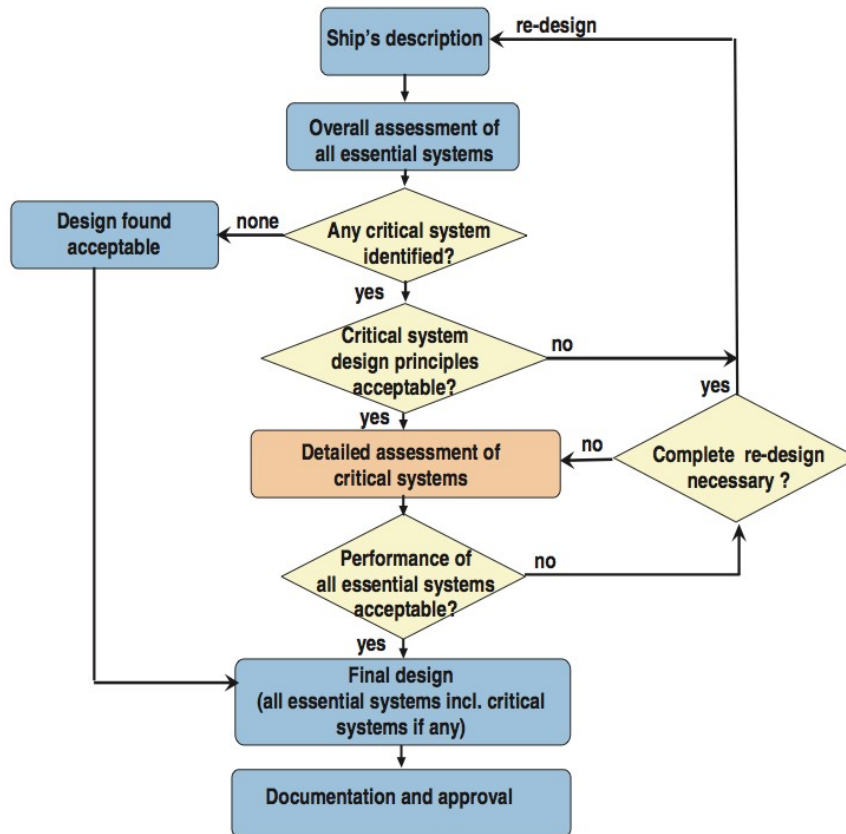 Ship's description
re-design
Overall assessment of
all essential systems
Design found
acceptable
none
Any critical system
identified?
yes
Critical system
design principles
acceptable?
no
yes
yes
Detailed assessment of
critical systems
no
Complete re-design
necessary ?
Performance of
all essential systems
acceptable?
no
yes
Final design
(all essential systems incl. critical
systems if any)
Documentation and approval